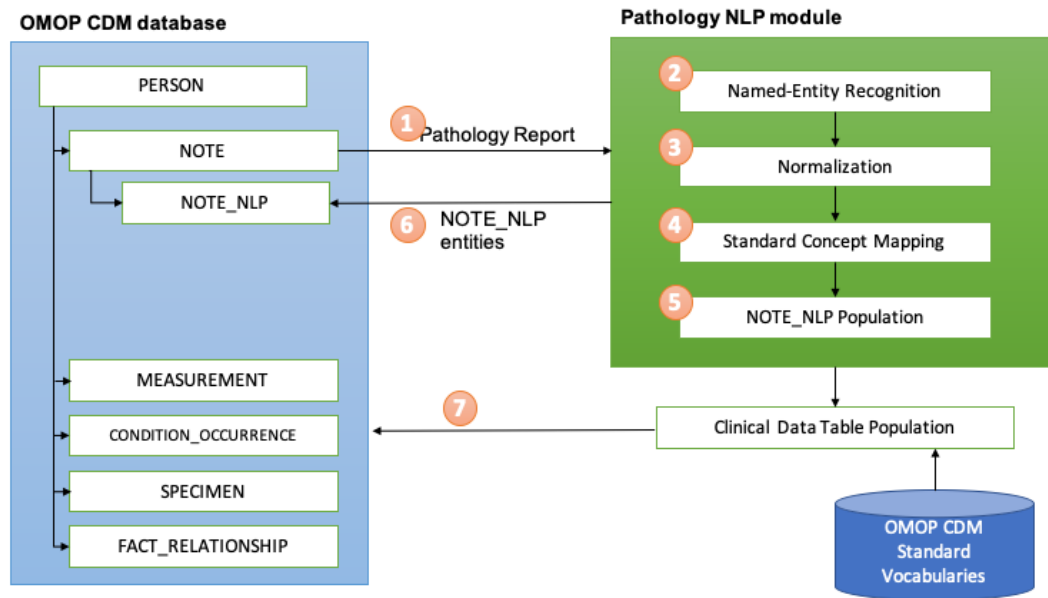 OMOP CDM database
Pathology NLP module
PERSON
2
Named-Entity Recognition
1
Pathology Report
NOTE
3
Normalization
NOTE_NLP
6
NOTE_NLP
entities
4
Standard Concept Mapping
5
NOTE_NLP Population
MEASUREMENT
7
Clinical Data Table Population
CONDITION_OCCURRENCE
SPECIMEN
FACT_RELATIONSHIP
OMOP CDM
Standard
Vocabularies